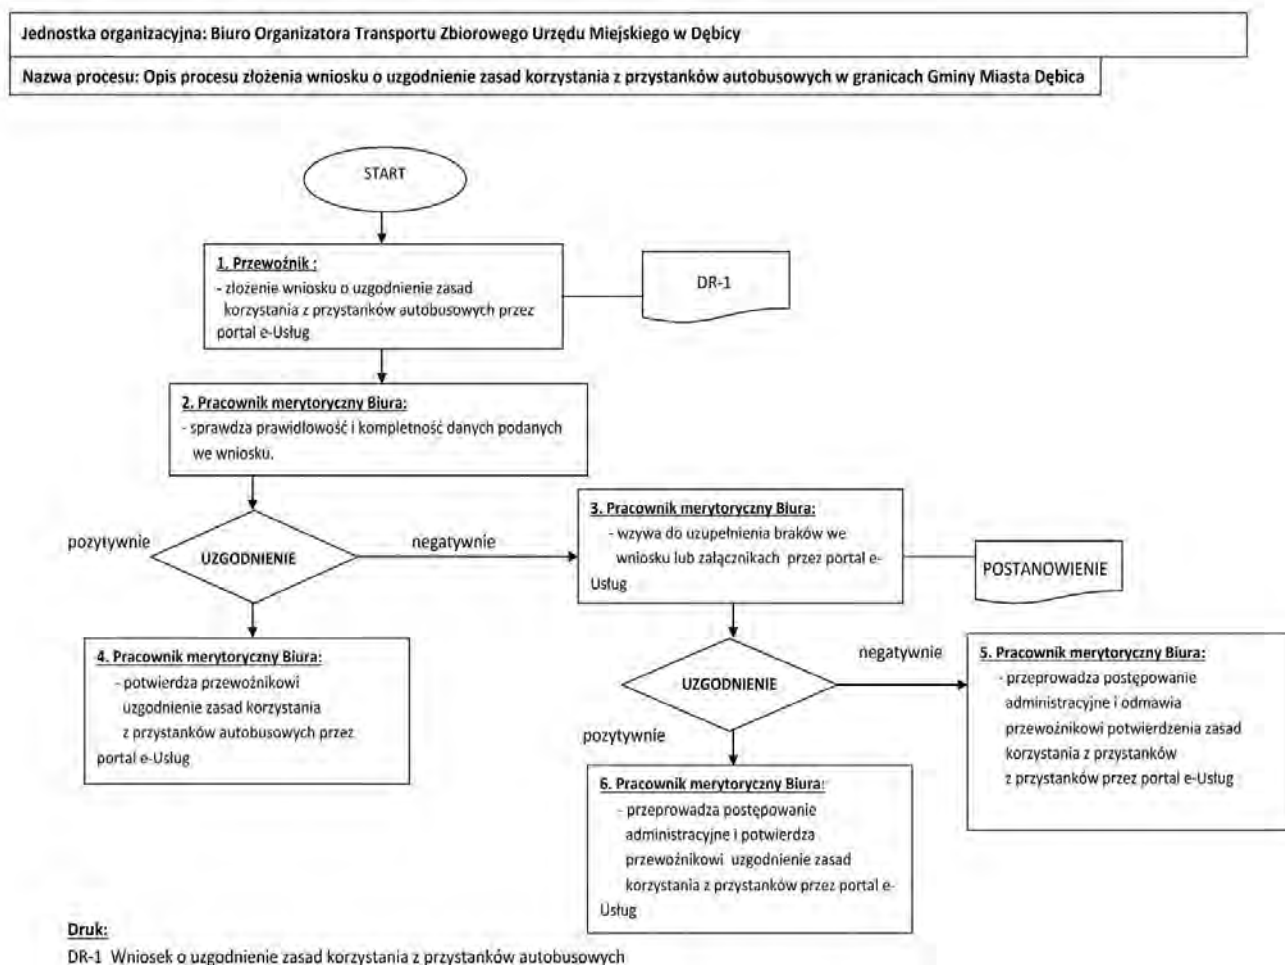 Jednostka organizacyjna: Biuro Organizatora Transportu Zbiorowego Urzędu Miejskiego w Dębicy
Nazwa procesu: Opis procesu złożenia wniosku o uzgodnienie zasad korzystania z przystanków autobusowych w granicach Gminy Miasta Dębica
START
1. Przewoźnik :
- złożenie wniosku o uzgodnienie zasad
korzystania z przystanków autobusowych przez
portal e-Usług
DR-1
2. Pracownik merytoryczny Biura:
- sprawdza prawidłowość i kompletność danych podanych
we wniosku.
pozytywnie
UZGODNIENIE
negatywnie
3. Pracownik merytoryczny Biura:
- wzywa do uzupełnienia braków we
wniosku lub załącznikach przez portal e-
Usług
POSTANOWIENIE
4. Pracownik merytoryczny Biura:
- potwierdza przewoźnikowi
uzgodnienie zasad korzystania
z przystanków autobusowych przez
portal e-Usług
UZGODNIENIE
negatywnie
pozytywnie
5. Pracownik merytoryczny Biura:
- przeprowadza postępowanie
administracyjne i odmawia
przewoźnikowi potwierdzenia zasad
korzystania z przystanków
z przystanków przez portal e-Usług
6. Pracownik merytoryczny Biura:
- przeprowadza postępowanie
administracyjne i potwierdza
przewoźnikowi uzgodnienie zasad
korzystania z przystanków przez portal e-
Usług
Druk:
DR-1 Wniosek o uzgodnienie zasad korzystania z przystanków autobusowych